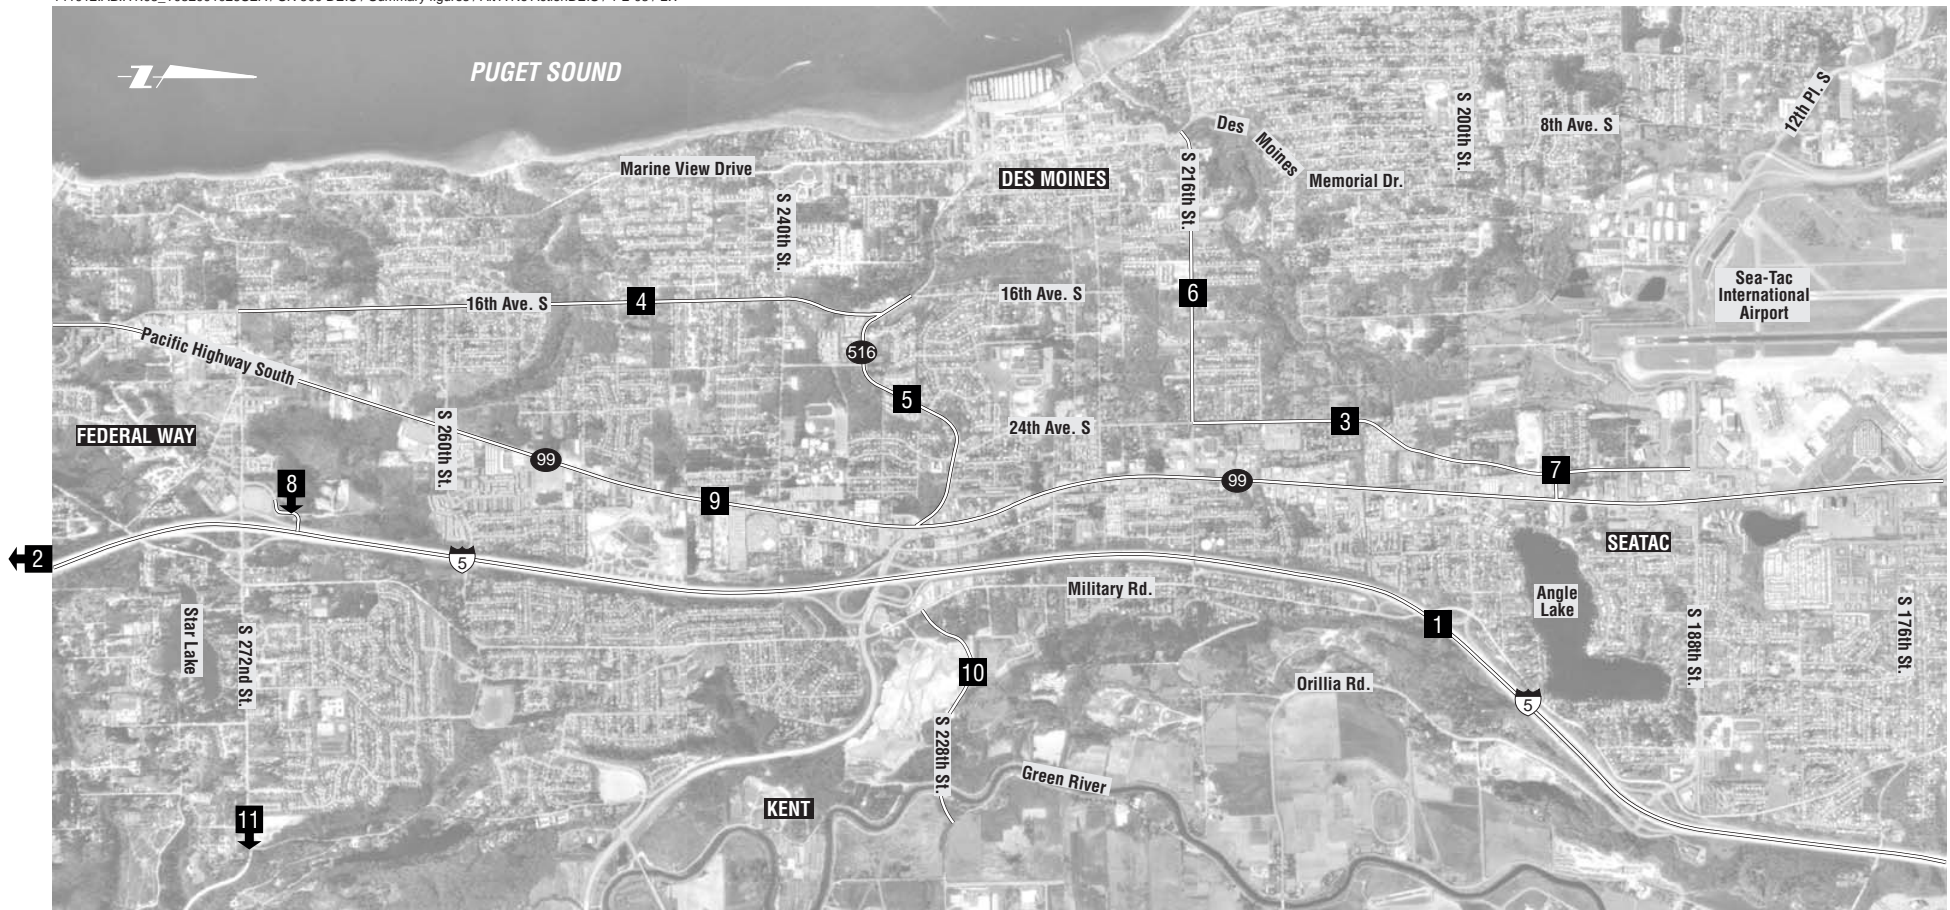 PUGET SOUND
Z
12th Pl. S
S 200th St.
8th Ave. S
Des
Moines
Memorial Dr.
Marine View Drive
DES MOINES
S 216th St.
S 240th St.
Sea-Tac
International
Airport
16th Ave. S
4
16th Ave. S
6
Pacific Highway South
516
5
3
24th Ave. S
FEDERAL WAY
S 260th St.
99
7
99
8
9
2
5
SEATAC
Military Rd.
Angle
Lake
1
Star Lake
S 272nd St.
S 188th St.
S 176th St.
10
Orillia Rd.
5
S 228th St.
Green River
KENT
11